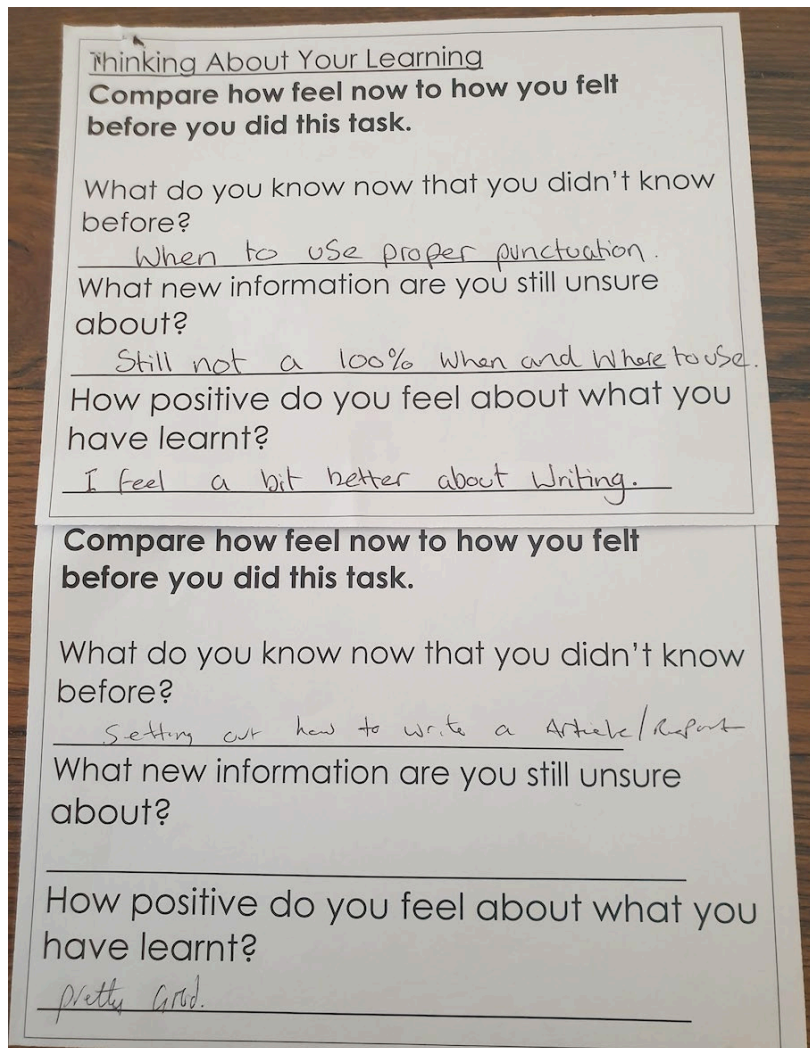 Thinking About Your Learning
Compare how feel now to how you felt
before you did this task.
What do you know now that you didn't know
before?
When to use proper punctuation.
What new information are you still unsure
about?
Still not a 100% when and where to use.
How positive do you feel about what you
have learnt?
I feel a bit better about writing.
Compare how feel now to how you felt
before you did this task.
What do you know now that you didn't know
before?
Setting out how to write a Article/Report
What new information are you still unsure
about?
How positive do you feel about what you
have learnt?
pretty Good.